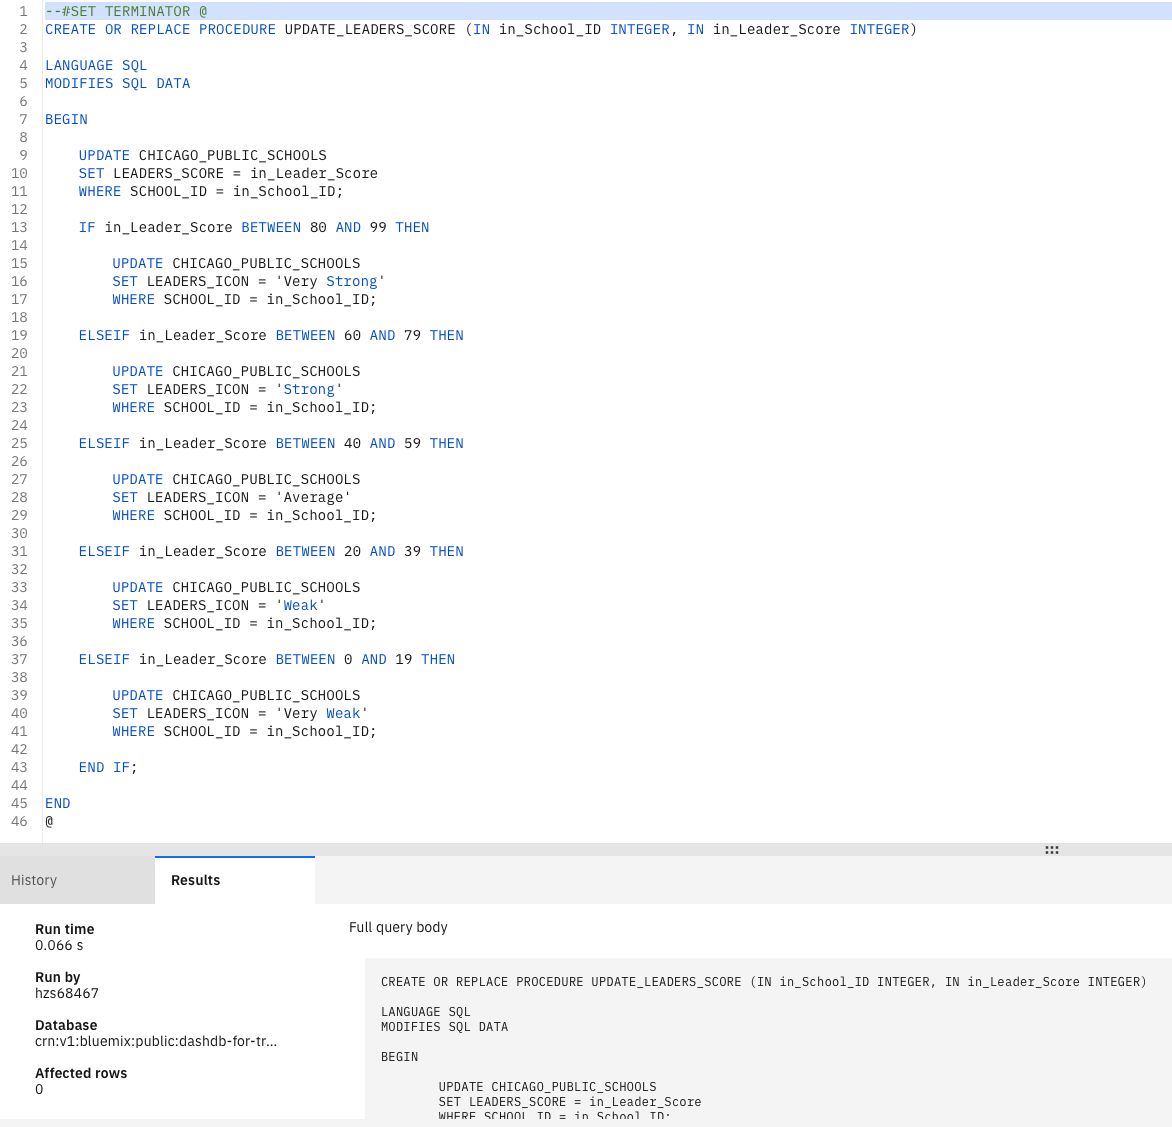 1 --#SET TERMINATOR @
2 CREATE OR REPLACE PROCEDURE UPDATE_LEADERS_SCORE (IN in_School_ID INTEGER, IN in_Leader_Score INTEGER)
3
4 LANGUAGE SQL
5 MODIFIES SQL DATA
6
7 BEGIN
8
9 UPDATE CHICAGO_PUBLIC_SCHOOLS
10 SET LEADERS_SCORE = in_Leader_Score
11 WHERE SCHOOL_ID = in_School_ID;
12
13 IF in_Leader_Score BETWEEN 80 AND 99 THEN
14
15 UPDATE CHICAGO_PUBLIC_SCHOOLS
16 SET LEADERS_ICON = 'Very Strong'
17 WHERE SCHOOL_ID = in_School_ID;
18
19 ELSEIF in_Leader_Score BETWEEN 60 AND 79 THEN
20
21 UPDATE CHICAGO_PUBLIC_SCHOOLS
22 SET LEADERS_ICON = 'Strong'
23 WHERE SCHOOL_ID = in_School_ID;
24
25 ELSEIF in_Leader_Score BETWEEN 40 AND 59 THEN
26
27 UPDATE CHICAGO_PUBLIC_SCHOOLS
28 SET LEADERS_ICON = 'Average'
29 WHERE SCHOOL_ID = in_School_ID;
30
31 ELSEIF in_Leader_Score BETWEEN 20 AND 39 THEN
32
33 UPDATE CHICAGO_PUBLIC_SCHOOLS
34 SET LEADERS_ICON = 'Weak'
35 WHERE SCHOOL_ID = in_School_ID;
36
37 ELSEIF in_Leader_Score BETWEEN 0 AND 19 THEN
38
39 UPDATE CHICAGO_PUBLIC_SCHOOLS
40 SET LEADERS_ICON = 'Very Weak'
41 WHERE SCHOOL_ID = in_School_ID;
42
43 END IF;
44
45 END
46 @
History
Results
Run time
0.066 s
Run by
hzs68467
Database
crn:v1:bluemix:public:dashdb-for-tr...
Affected rows
0
Full query body
CREATE OR REPLACE PROCEDURE UPDATE_LEADERS_SCORE (IN in_School_ID INTEGER, IN in_Leader_Score INTEGER)
LANGUAGE SQL
MODIFIES SQL DATA
BEGIN
UPDATE CHICAGO_PUBLIC_SCHOOLS
SET LEADERS_SCORE = in_Leader_Score
WHERE SCHOOL_ID = in_School_ID;